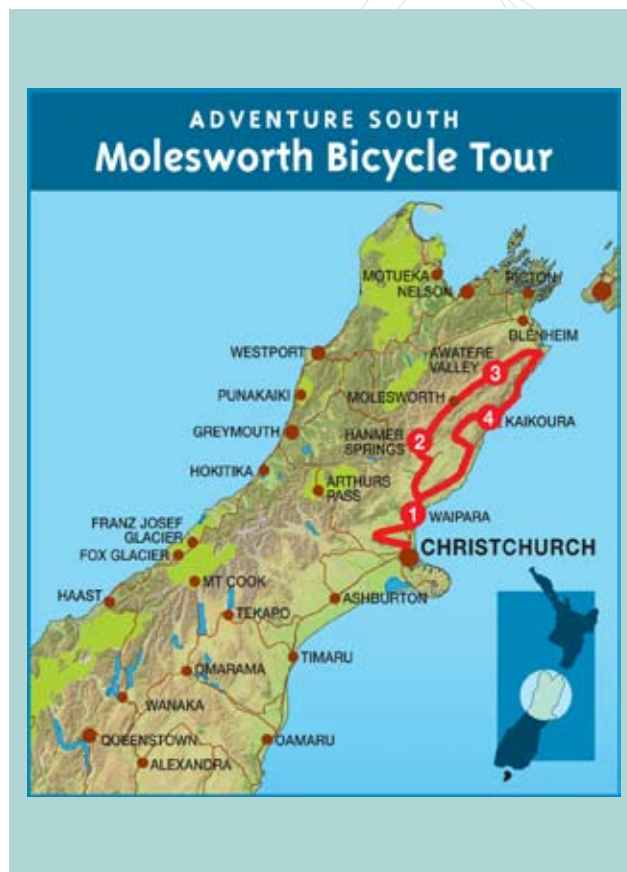 ADVENTURE SOUTH
Molesworth Bicycle Tour
MOTUEKA
NELSON
PICTON
BLENHEIM
WESTPORT
AWATERE
VALLEY
3
PUNAKAIKI
MOLESWORTH
4
KAIKOURA
GREYMOUTH
HANMER
SPRINGS
2
HOKITIKA
ARTHURS
PASS
1
WAIPARA
FRANZ JOSEF
GLACIER
FOX GLACIER
CHRISTCHURCH
MT COOK
HAAST
TEKAPO
ASHBURTON
OMARAMA
TIMARU
WANAKA
QUEENSTOWN
OAMARU
ALEXANDRA